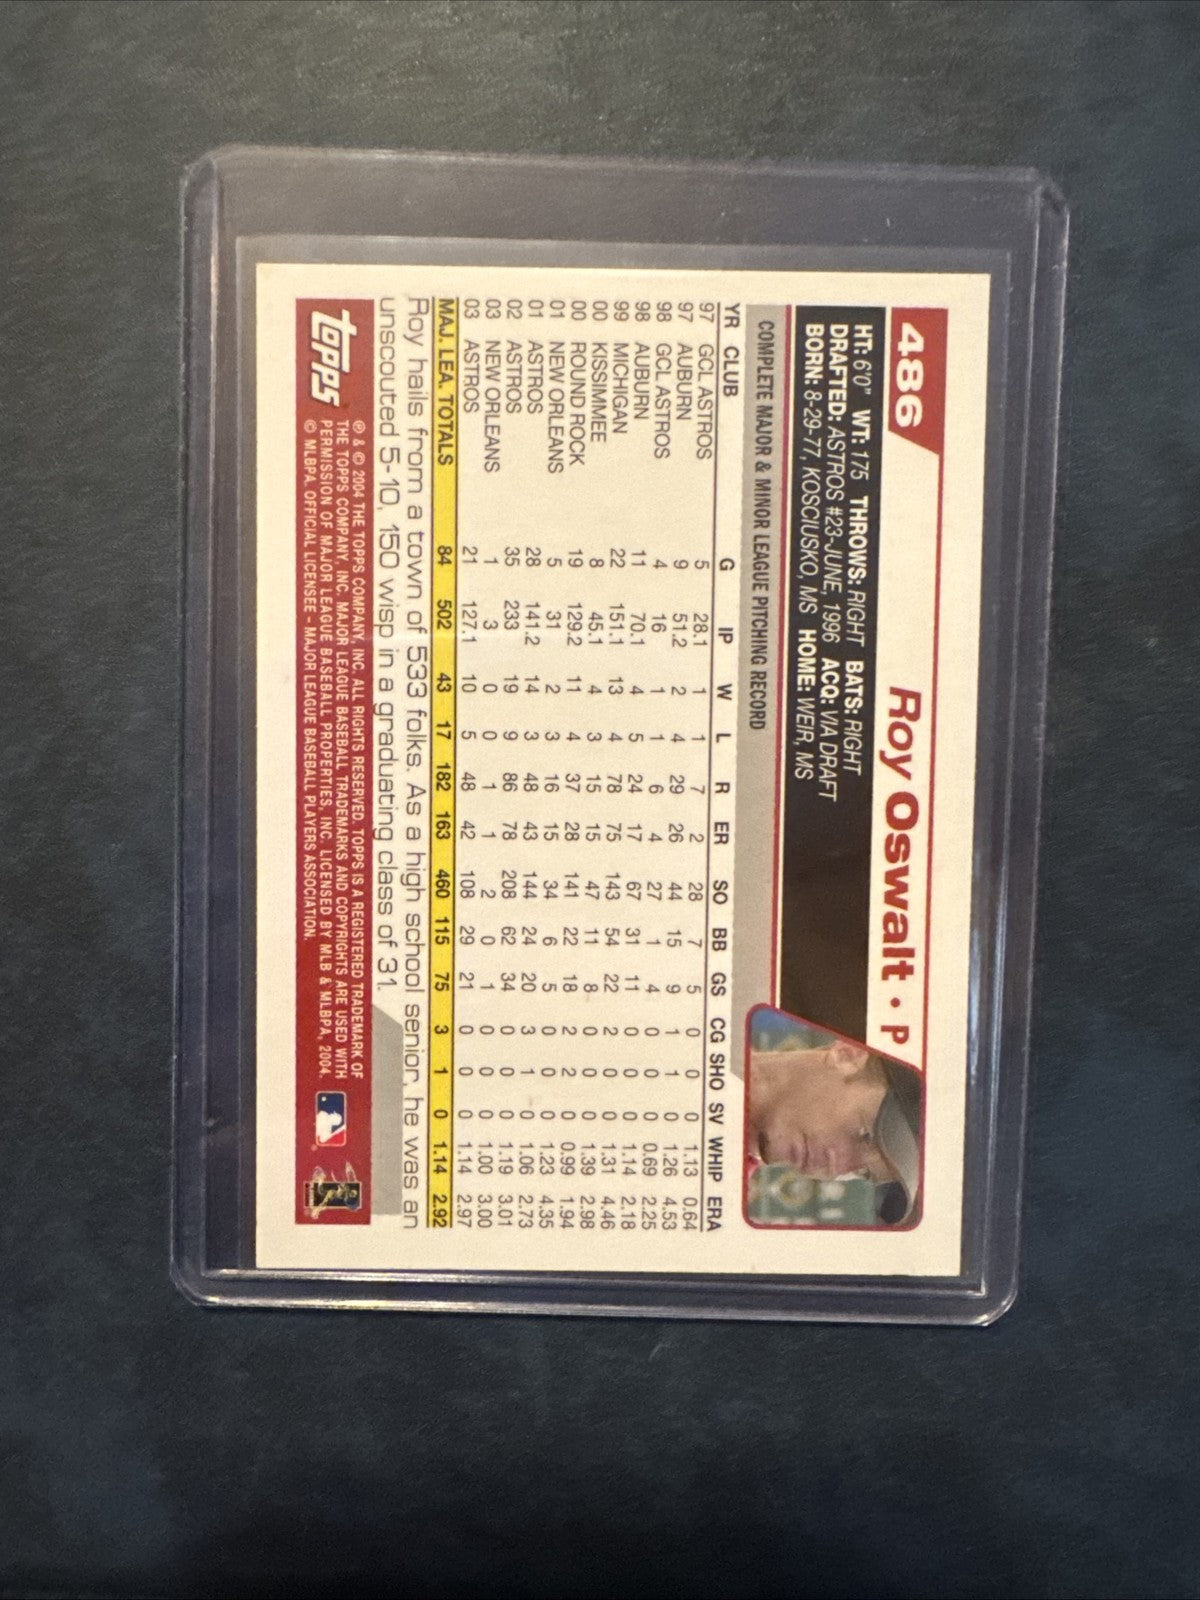 486
Roy Oswalt • P
HT: 6'0" WT: 175 THROWS: RIGHT BATS: RIGHT
DRAFTED: ASTROS #23-JUNE, 1996 ACQ: VIA DRAFT
BORN: 8-29-77, KOSCIUSKO, MS HOME: WEIR, MS
COMPLETE MAJOR & MINOR LEAGUE PITCHING RECORD
YR CLUB G IP W L R ER SO BB GS CG SHO SV WHIP ERA
97 GCL ASTROS 5 28.1 1 1 7 2 28 7 5 0 0 0 1.13 0.64
97 AUBURN 9 51.2 2 4 29 26 44 15 9 1 1 0 1.26 4.53
98 GCL ASTROS 4 16 1 1 6 4 27 1 4 0 0 0 0.69 2.25
98 AUBURN 11 70.1 4 5 24 17 67 31 11 0 0 0 1.14 2.18
99 MICHIGAN 22 151.1 13 4 78 75 143 54 22 2 0 0 1.31 4.46
00 KISSIMMEE 8 45.1 4 3 15 15 47 11 8 0 0 0 1.39 2.98
00 ROUND ROCK 19 129.2 11 4 37 28 141 22 18 2 2 0 0.99 1.94
01 NEW ORLEANS 5 31 2 3 16 15 34 6 5 0 0 0 1.23 4.35
01 ASTROS 28 141.2 14 3 48 43 144 24 20 3 1 0 1.06 2.73
02 ASTROS 35 233 19 9 86 78 208 62 34 0 0 0 1.19 3.01
03 NEW ORLEANS 1 3 0 0 1 1 2 0 1 0 0 0 1.00 3.00
03 ASTROS 21 127.1 10 5 48 42 108 29 21 0 0 0 1.14 2.97
MAJ. LEA. TOTALS 84 502 43 17 182 163 460 115 75 3 1 0 1.14 2.92
Roy hails from a town of 533 folks. As a high school senior, he was an
unscouted 5-10, 150 wisp in a graduating class of 31.
topps
℗ & © 2004 THE TOPPS COMPANY, INC. ALL RIGHTS RESERVED. TOPPS IS A REGISTERED TRADEMARK OF
THE TOPPS COMPANY, INC. MAJOR LEAGUE BASEBALL TRADEMARKS AND COPYRIGHTS ARE USED WITH
PERMISSION OF MAJOR LEAGUE BASEBALL PROPERTIES, INC. LICENSED BY MLB & MLBPA, 2004.
© MLBPA. OFFICIAL LICENSEE - MAJOR LEAGUE BASEBALL PLAYERS ASSOCIATION.